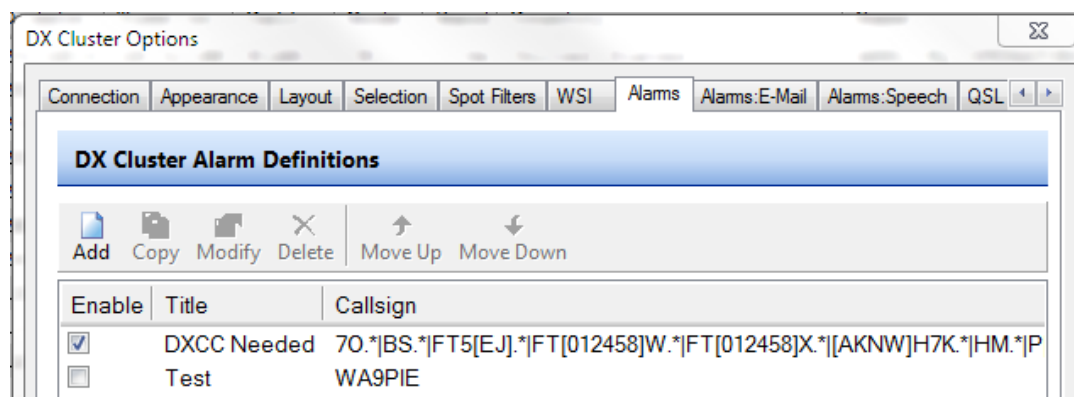 DX Cluster Options
Connection Appearance Layout Selection Spot Filters WSI Alarms Alarms:E-Mail Alarms:Speech QSL
DX Cluster Alarm Definitions
Add Copy Modify Delete Move Up Move Down
Enable Title Callsign
DXCC Needed 7O.*|BS.*|FT5[EJ].*|FT[012458]W.*|FT[012458]X.*|[AKNW]H7K.*|HM.*|P
Test WA9PIE